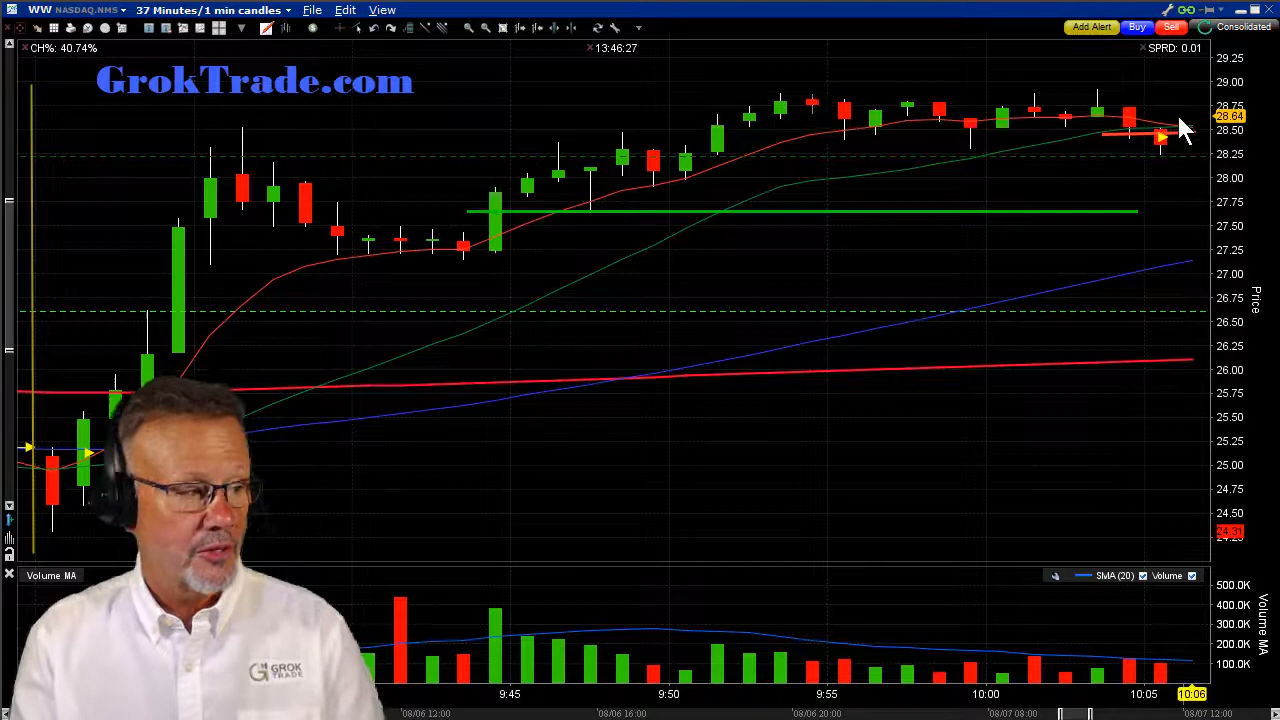 WW NASDAQ.NMS 37 Minutes/1 min candles File Edit View
Add Alert Buy Sell Consolidated
CH%: 40.74% 13:46:27 SPRD: 0.01
GrokTrade.com
29.25
29.00
28.75
28.64
28.50
28.25
28.00
27.75
27.50
27.25
27.00
26.75
26.50
26.25
26.00
25.75
25.50
25.25
25.00
24.75
24.50
24.31
Price
Volume MA
SMA (20) Volume
500.0K
400.0K
300.0K
200.0K
100.0K
Volume MA
GROK
TRADE
9:45 9:50 9:55 10:00 10:05 10:06
08/06 12:00 08/06 16:00 08/06 20:00 08/07 08:00 08/07 12:00